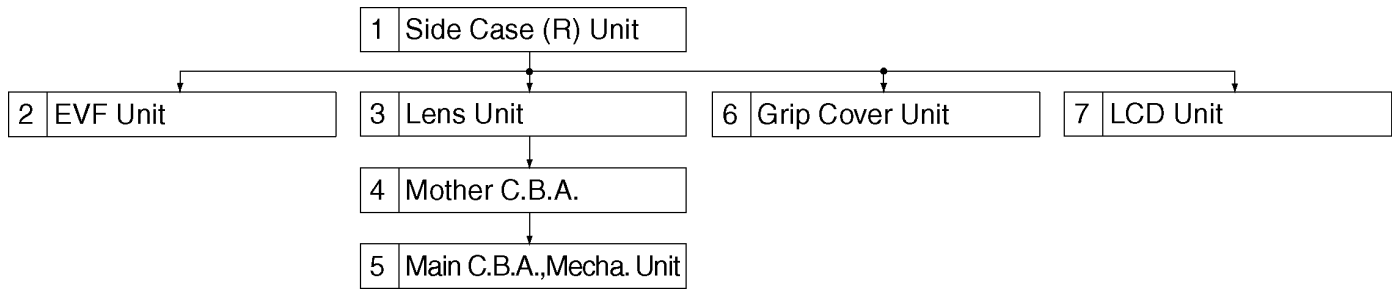 1 Side Case (R) Unit
2 EVF Unit
3 Lens Unit
6 Grip Cover Unit
7 LCD Unit
4 Mother C.B.A.
5 Main C.B.A.,Mecha. Unit